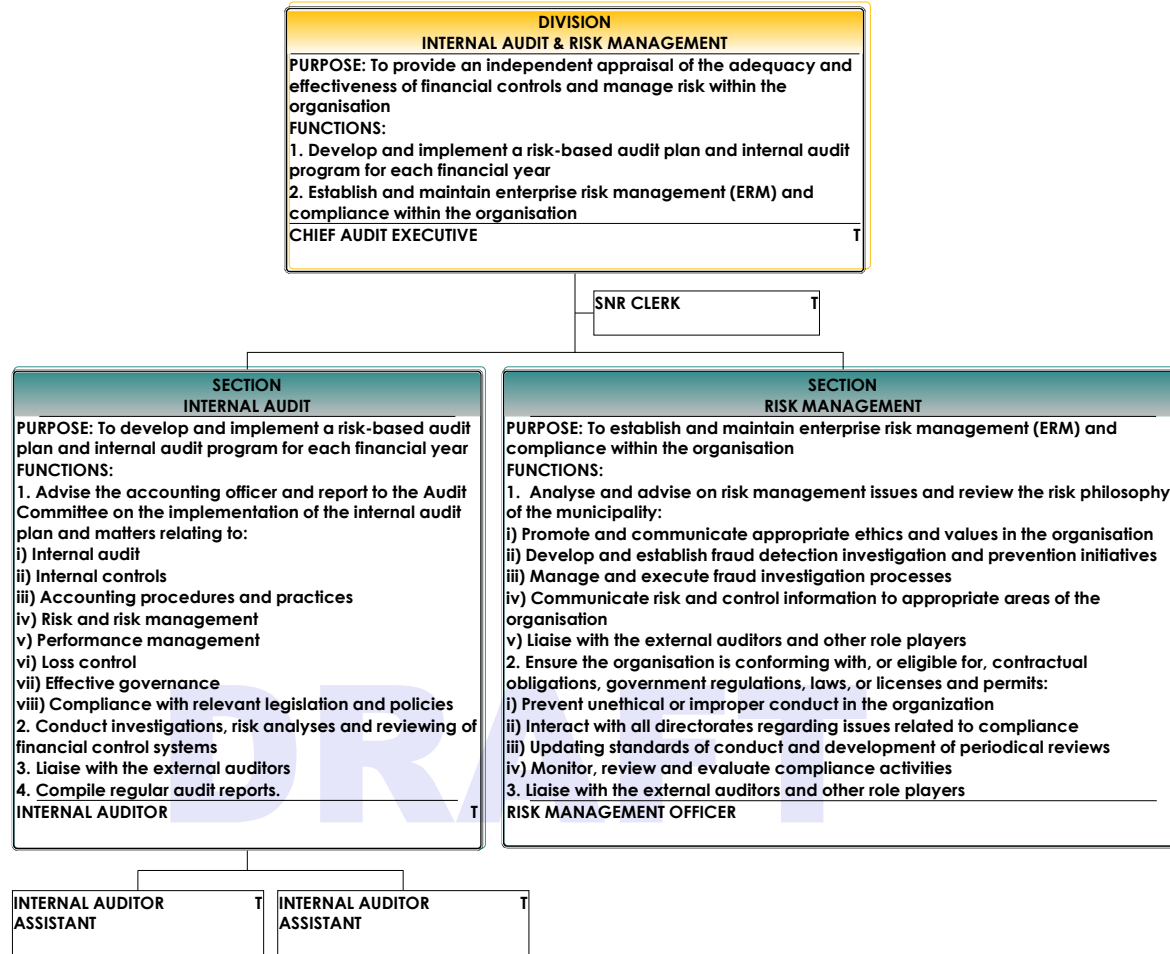 DIVISION
INTERNAL AUDIT & RISK MANAGEMENT
PURPOSE: To provide an independent appraisal of the adequacy and
effectiveness of financial controls and manage risk within the
organisation
FUNCTIONS:
1. Develop and implement a risk-based audit plan and internal audit
program for each financial year
2. Establish and maintain enterprise risk management (ERM) and
compliance within the organisation
CHIEF AUDIT EXECUTIVE T
SNR CLERK T
SECTION
INTERNAL AUDIT
PURPOSE: To develop and implement a risk-based audit
plan and internal audit program for each financial year
FUNCTIONS:
1. Advise the accounting officer and report to the Audit
Committee on the implementation of the internal audit
plan and matters relating to:
i) Internal audit
ii) Internal controls
iii) Accounting procedures and practices
iv) Risk and risk management
v) Performance management
vi) Loss control
vii) Effective governance
viii) Compliance with relevant legislation and policies
2. Conduct investigations, risk analyses and reviewing of
financial control systems
3. Liaise with the external auditors
4. Compile regular audit reports.
INTERNAL AUDITOR T
SECTION
RISK MANAGEMENT
PURPOSE: To establish and maintain enterprise risk management (ERM) and
compliance within the organisation
FUNCTIONS:
1. Analyse and advise on risk management issues and review the risk philosophy
of the municipality:
i) Promote and communicate appropriate ethics and values in the organisation
ii) Develop and establish fraud detection investigation and prevention initiatives
iii) Manage and execute fraud investigation processes
iv) Communicate risk and control information to appropriate areas of the
organisation
v) Liaise with the external auditors and other role players
2. Ensure the organisation is conforming with, or eligible for, contractual
obligations, government regulations, laws, or licenses and permits:
i) Prevent unethical or improper conduct in the organization
ii) Interact with all directorates regarding issues related to compliance
iii) Updating standards of conduct and development of periodical reviews
iv) Monitor, review and evaluate compliance activities
3. Liaise with the external auditors and other role players
RISK MANAGEMENT OFFICER
INTERNAL AUDITOR T
ASSISTANT
INTERNAL AUDITOR T
ASSISTANT
DRAFT